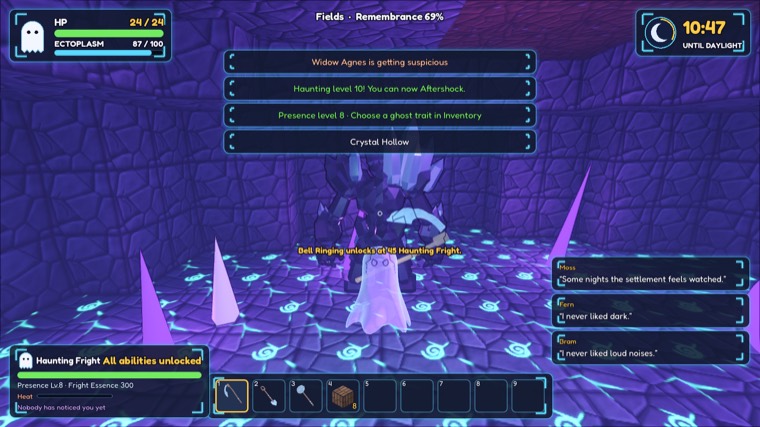 HP 24 / 24
ECTOPLASM 87 / 100
Fields · Remembrance 69%
10:47
UNTIL DAYLIGHT
Widow Agnes is getting suspicious
Haunting level 10! You can now Aftershock.
Presence level 8 · Choose a ghost trait in Inventory
Crystal Hollow
Bell Ringing unlocks at 45 Haunting Fright.
Moss
"Some nights the settlement feels watched."
Fern
"I never liked dark."
Bram
"I never liked loud noises."
Haunting Fright All abilities unlocked
Presence Lv.8 · Fright Essence 300
Heat
Nobody has noticed you yet
1 2 3 4 5 6 7 8 9
8